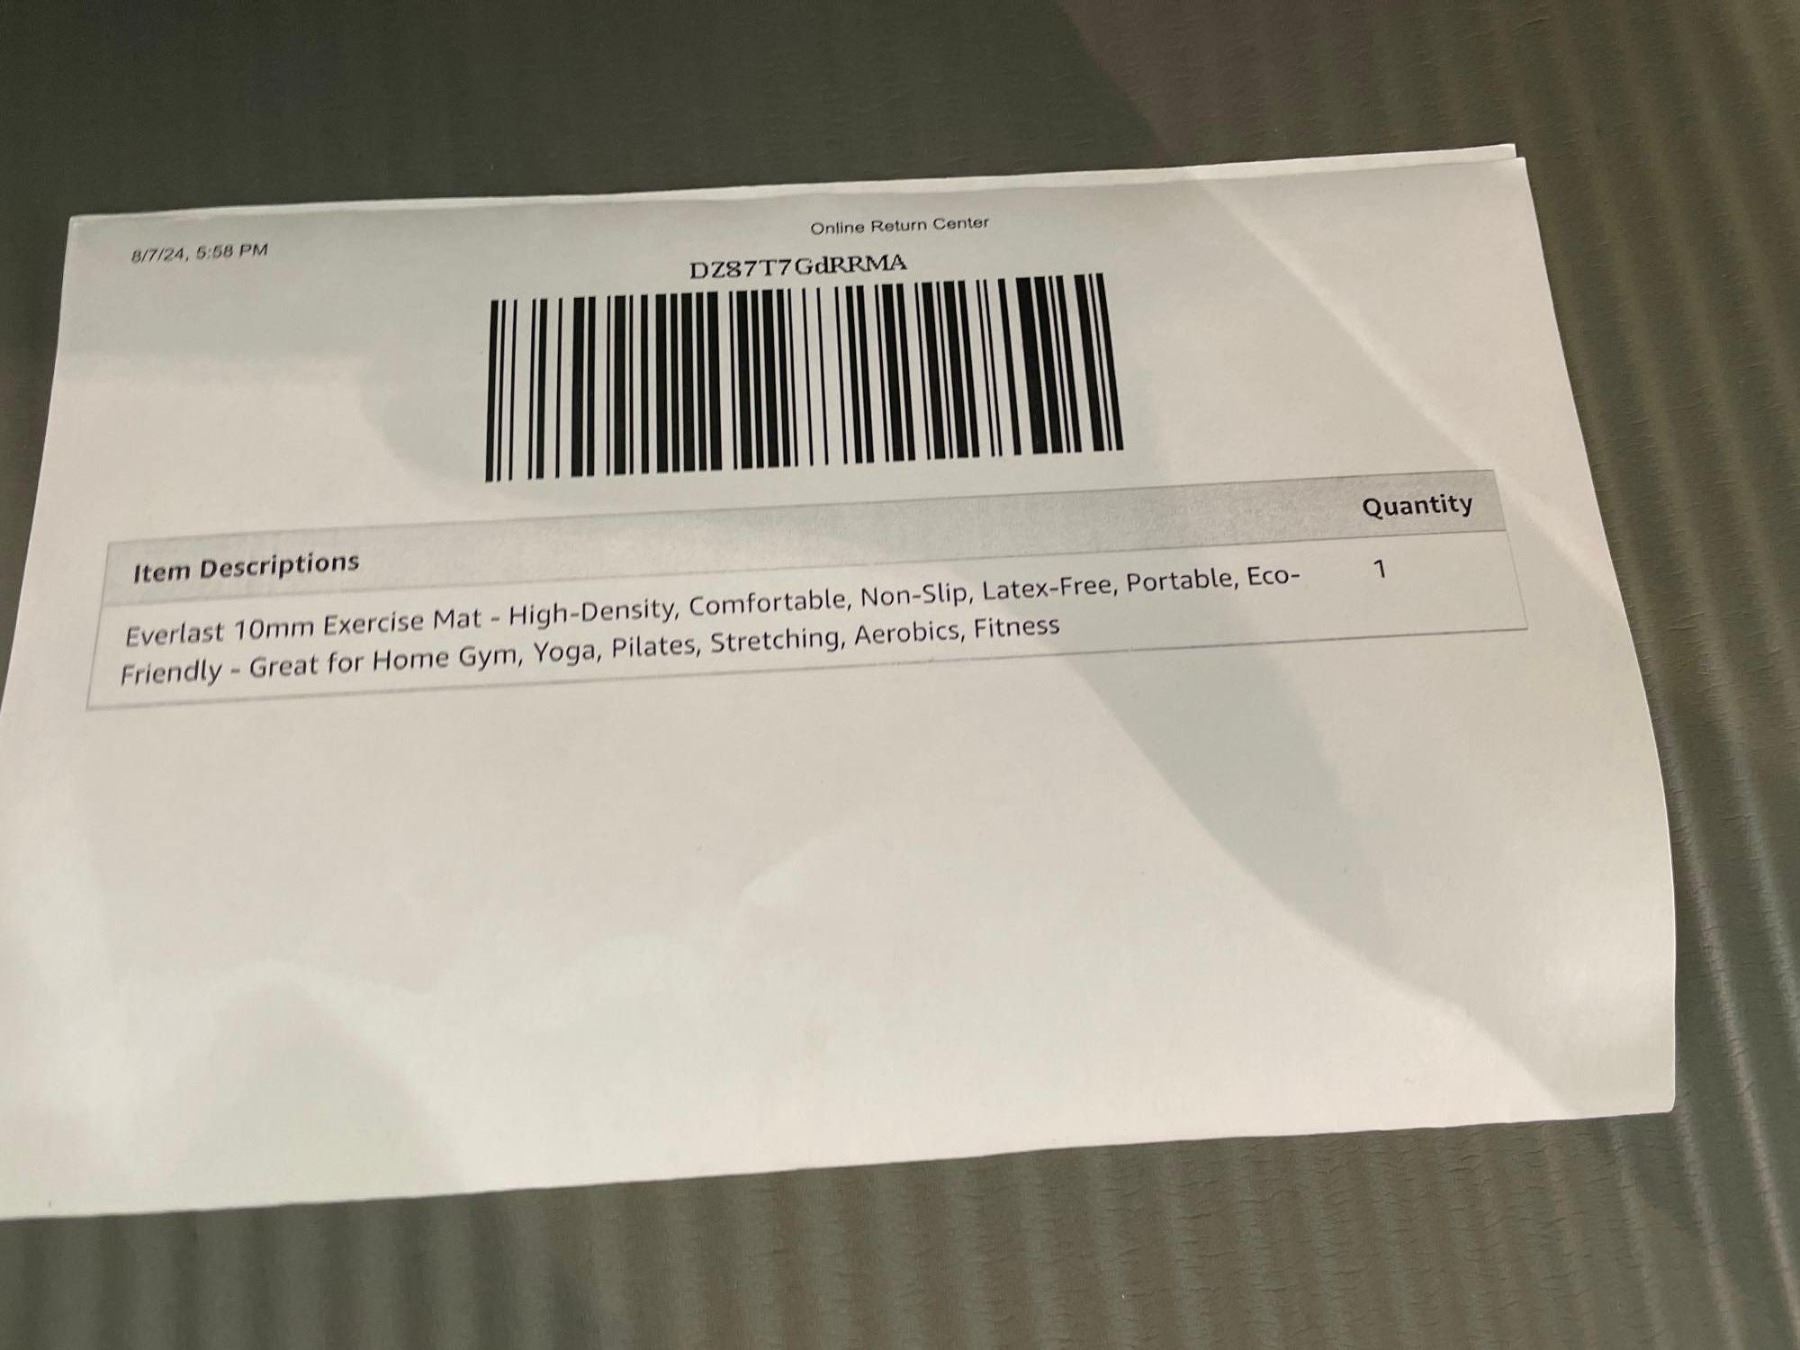 Online Return Center
8/7/24, 5:58 PM
DZ87T7GdRRMA
Item Descriptions Quantity
Everlast 10mm Exercise Mat - High-Density, Comfortable, Non-Slip, Latex-Free, Portable, Eco- 1
Friendly - Great for Home Gym, Yoga, Pilates, Stretching, Aerobics, Fitness